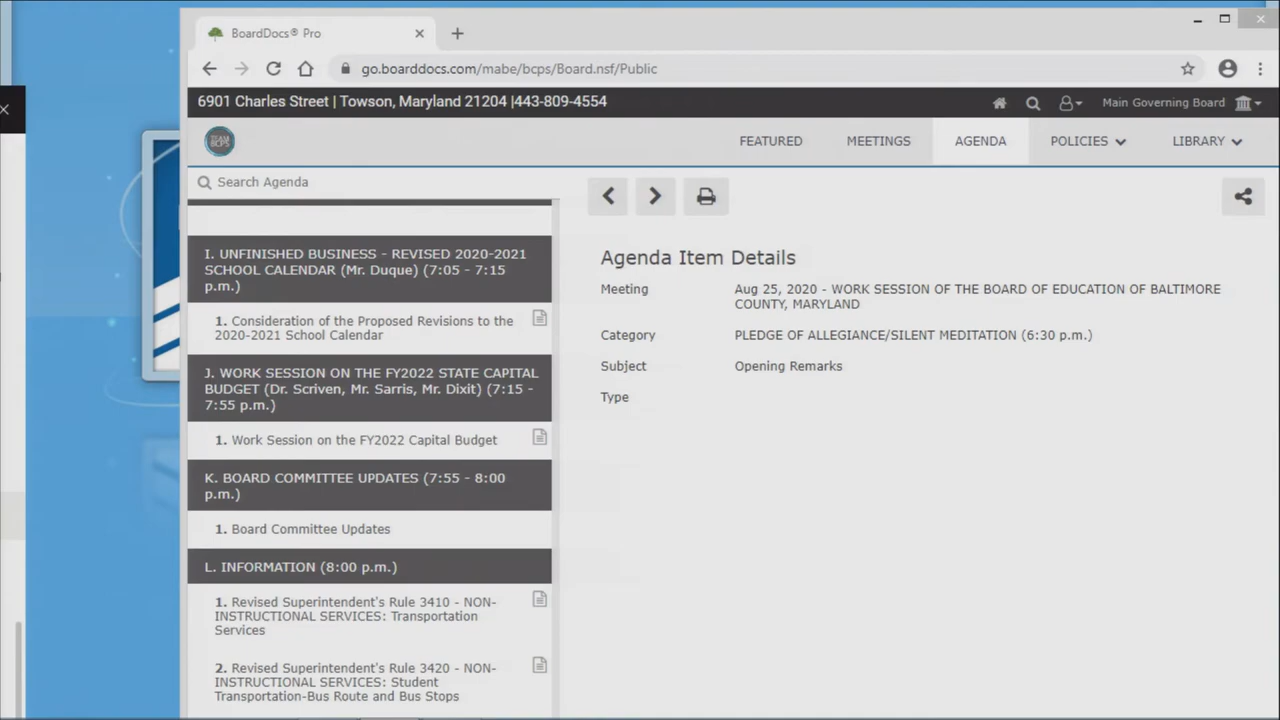 BoardDocs® Pro
go.boarddocs.com/mabe/bcps/Board.nsf/Public
6901 Charles Street | Towson, Maryland 21204 |443-809-4554
Main Governing Board
TEAM
BCPS
FEATURED
MEETINGS
AGENDA
POLICIES
LIBRARY
Search Agenda
I. UNFINISHED BUSINESS - REVISED 2020-2021
SCHOOL CALENDAR (Mr. Duque) (7:05 - 7:15
p.m.)
1. Consideration of the Proposed Revisions to the
2020-2021 School Calendar
J. WORK SESSION ON THE FY2022 STATE CAPITAL
BUDGET (Dr. Scriven, Mr. Sarris, Mr. Dixit) (7:15 -
7:55 p.m.)
1. Work Session on the FY2022 Capital Budget
K. BOARD COMMITTEE UPDATES (7:55 - 8:00
p.m.)
1. Board Committee Updates
L. INFORMATION (8:00 p.m.)
1. Revised Superintendent's Rule 3410 - NON-
INSTRUCTIONAL SERVICES: Transportation
Services
2. Revised Superintendent's Rule 3420 - NON-
INSTRUCTIONAL SERVICES: Student
Transportation-Bus Route and Bus Stops
Agenda Item Details
Meeting
Aug 25, 2020 - WORK SESSION OF THE BOARD OF EDUCATION OF BALTIMORE
COUNTY, MARYLAND
Category
PLEDGE OF ALLEGIANCE/SILENT MEDITATION (6:30 p.m.)
Subject
Opening Remarks
Type